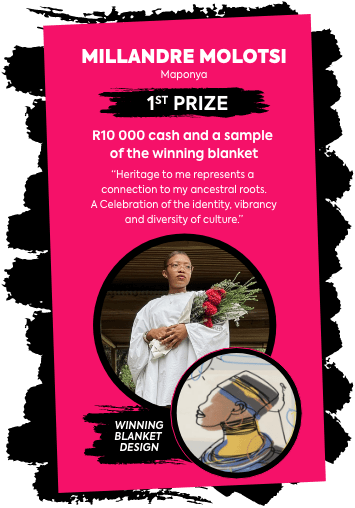 MILLANDRE MOLOTSI
Maponya
1ST PRIZE
R10 000 cash and a sample
of the winning blanket
"Heritage to me represents a
connection to my ancestral roots.
A Celebration of the identity, vibrancy
and diversity of culture."
WINNING
BLANKET
DESIGN